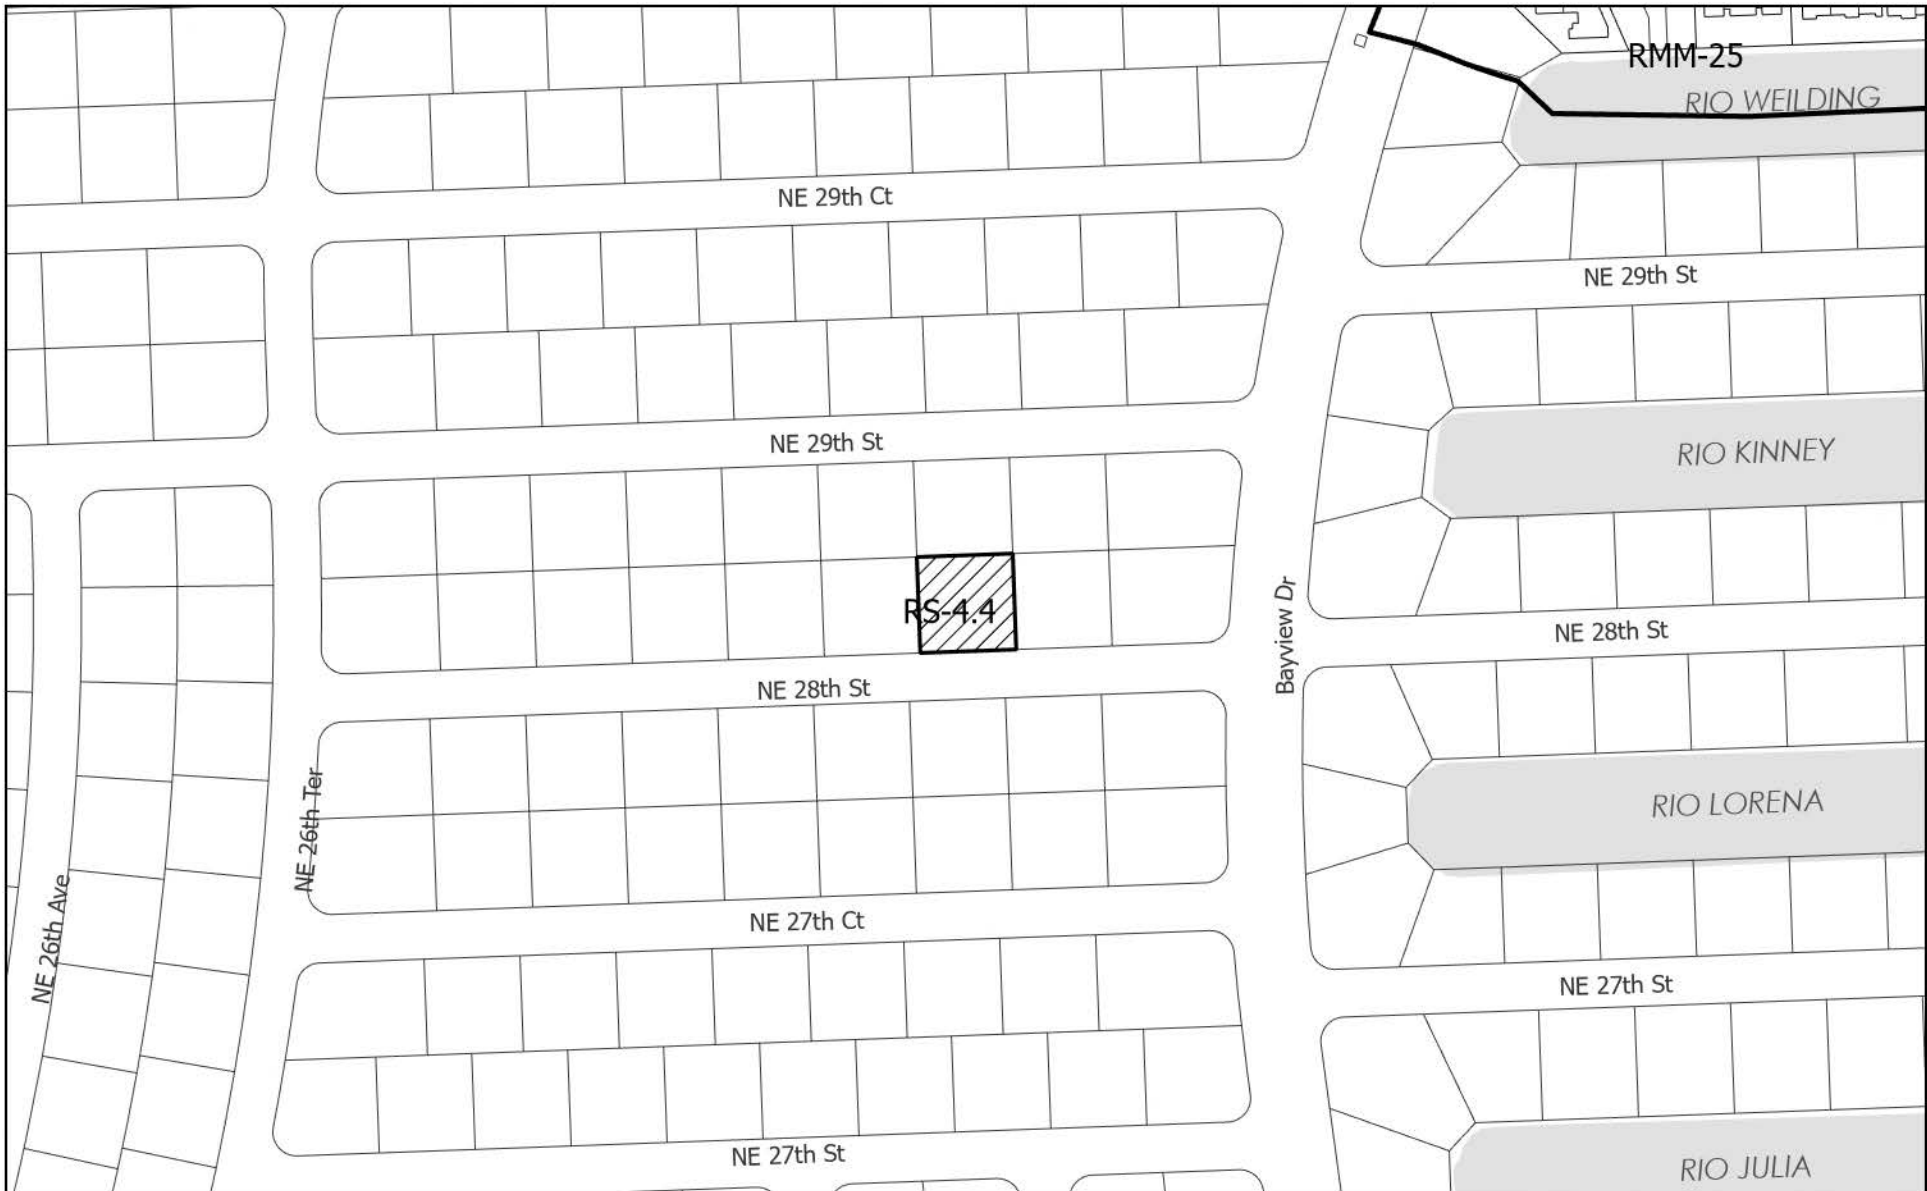 RMM-25
RIO WEILDING
NE 29th Ct
NE 29th St
NE 29th St
RIO KINNEY
RS-4.4
Bayview Dr
NE 28th St
NE 28th St
RIO LORENA
NE 26th Ter
NE 26th Ave
NE 27th Ct
NE 27th St
NE 27th St
RIO JULIA